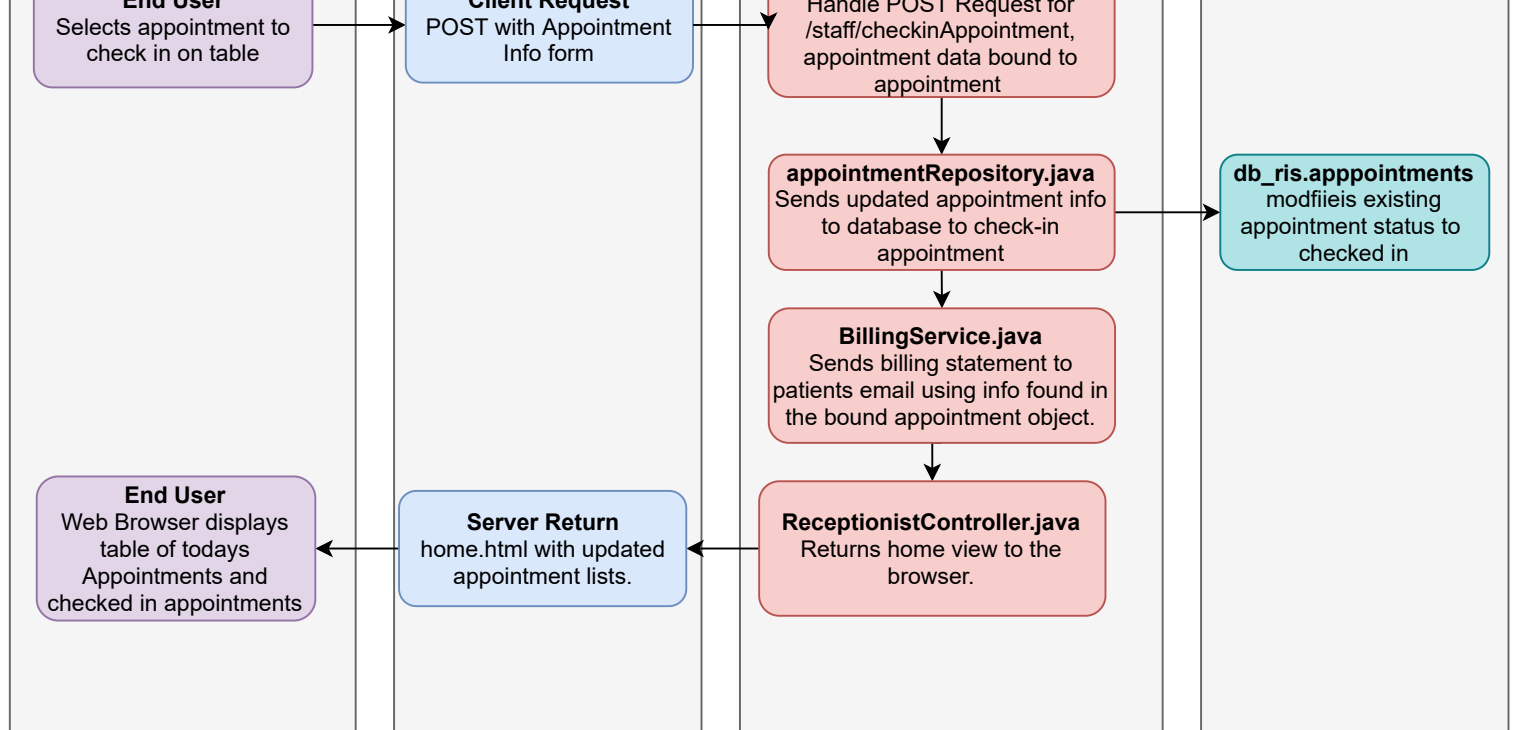 End User
Selects appointment to
check in on table
Client Request
POST with Appointment
Info form
Handle POST Request for
/staff/checkinAppointment,
appointment data bound to
appointment
appointmentRepository.java
Sends updated appointment info
to database to check-in
appointment
db_ris.apppointments
modfiieis existing
appointment status to
checked in
BillingService.java
Sends billing statement to
patients email using info found in
the bound appointment object.
End User
Web Browser displays
table of todays
Appointments and
checked in appointments
Server Return
home.html with updated
appointment lists.
ReceptionistController.java
Returns home view to the
browser.